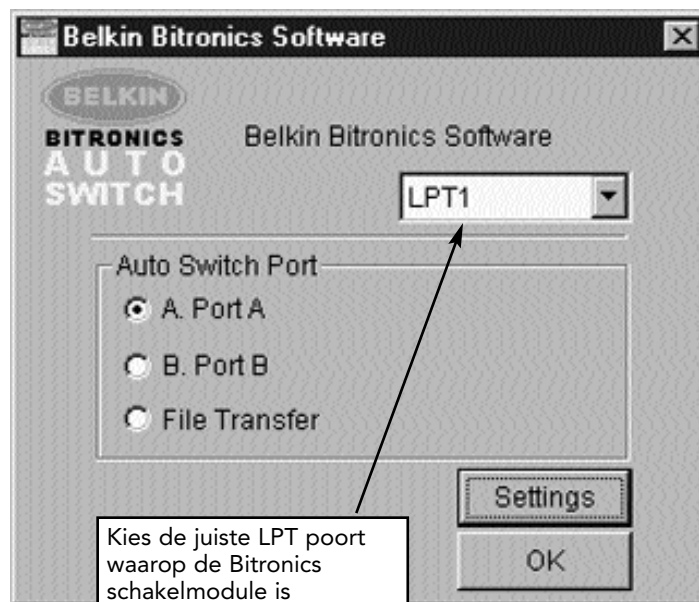 Belkin Bitronics Software
BELKIN
BITRONICS
AUTO
SWITCH
Belkin Bitronics Software
LPT1
Auto Switch Port
A. Port A
B. Port B
File Transfer
Settings
OK
Kies de juiste LPT poort
waarop de Bitronics
schakelmodule is